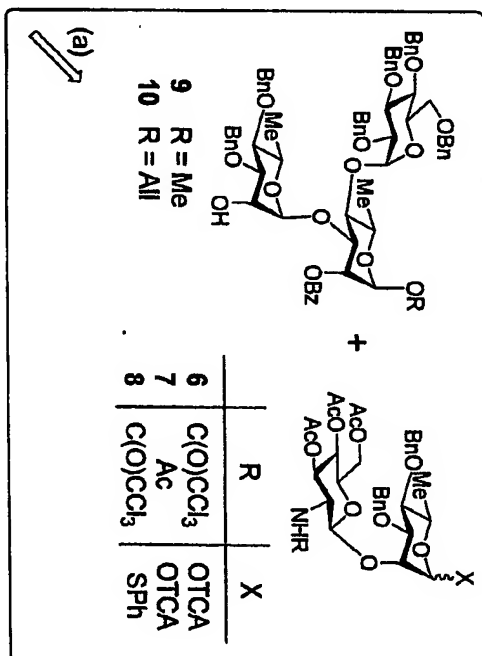 (a)
BnO
OBn
BnO
BnO
O
O
Me
O
OR
O
OBz
Me
BnO
O
BnO
OH
9 R = Me
10 R = All
+
Me
BnO
O
X
BnO
O
AcO
AcO
O
AcO
NHR
R X
6 C(O)CCl3 OTCA
7 Ac OTCA
8 C(O)CCl3 SPh